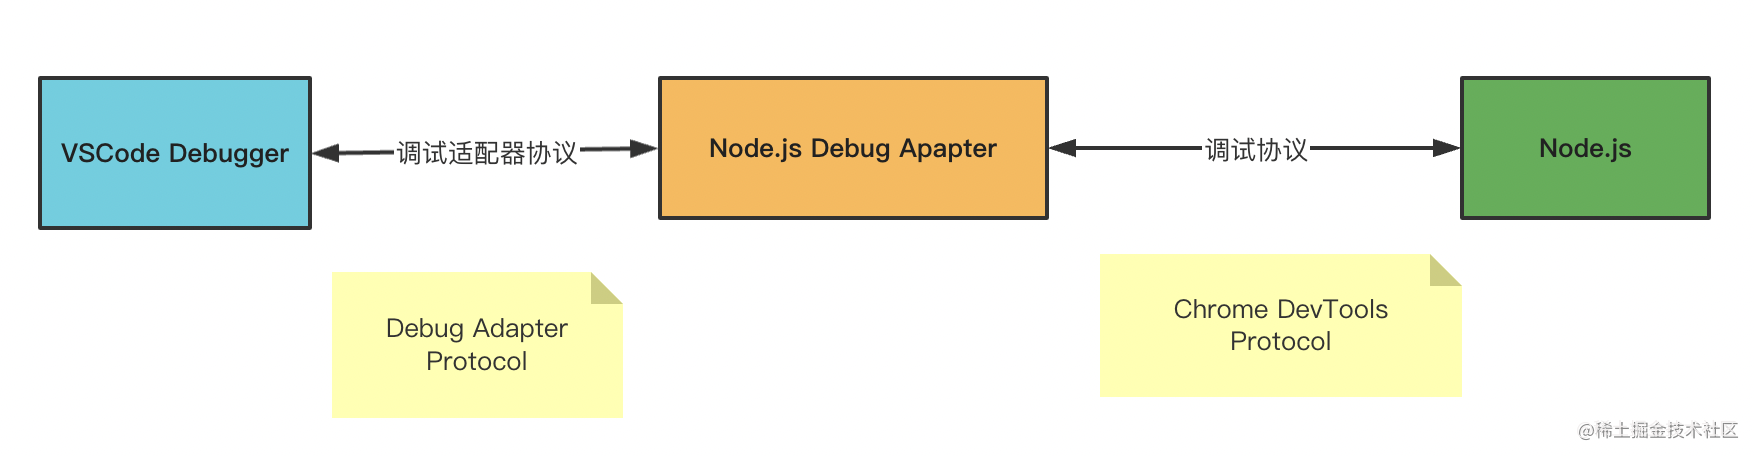 VSCode Debugger
调试适配器协议
Node.js Debug Apapter
调试协议
Node.js
Debug Adapter
Protocol
Chrome DevTools
Protocol
@稀土掘金技术社区